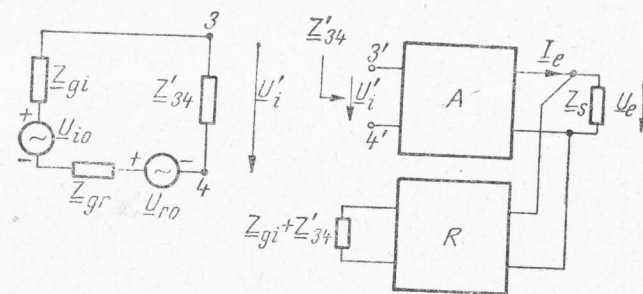 3
Z'34
3'
I_e
Z_gi
Z'34
U'_i
U'_i
A
Z_s
U_e
+
U_io
-
4'
+
-
4
Z_gr
U_ro
Z_gi+Z'34
R